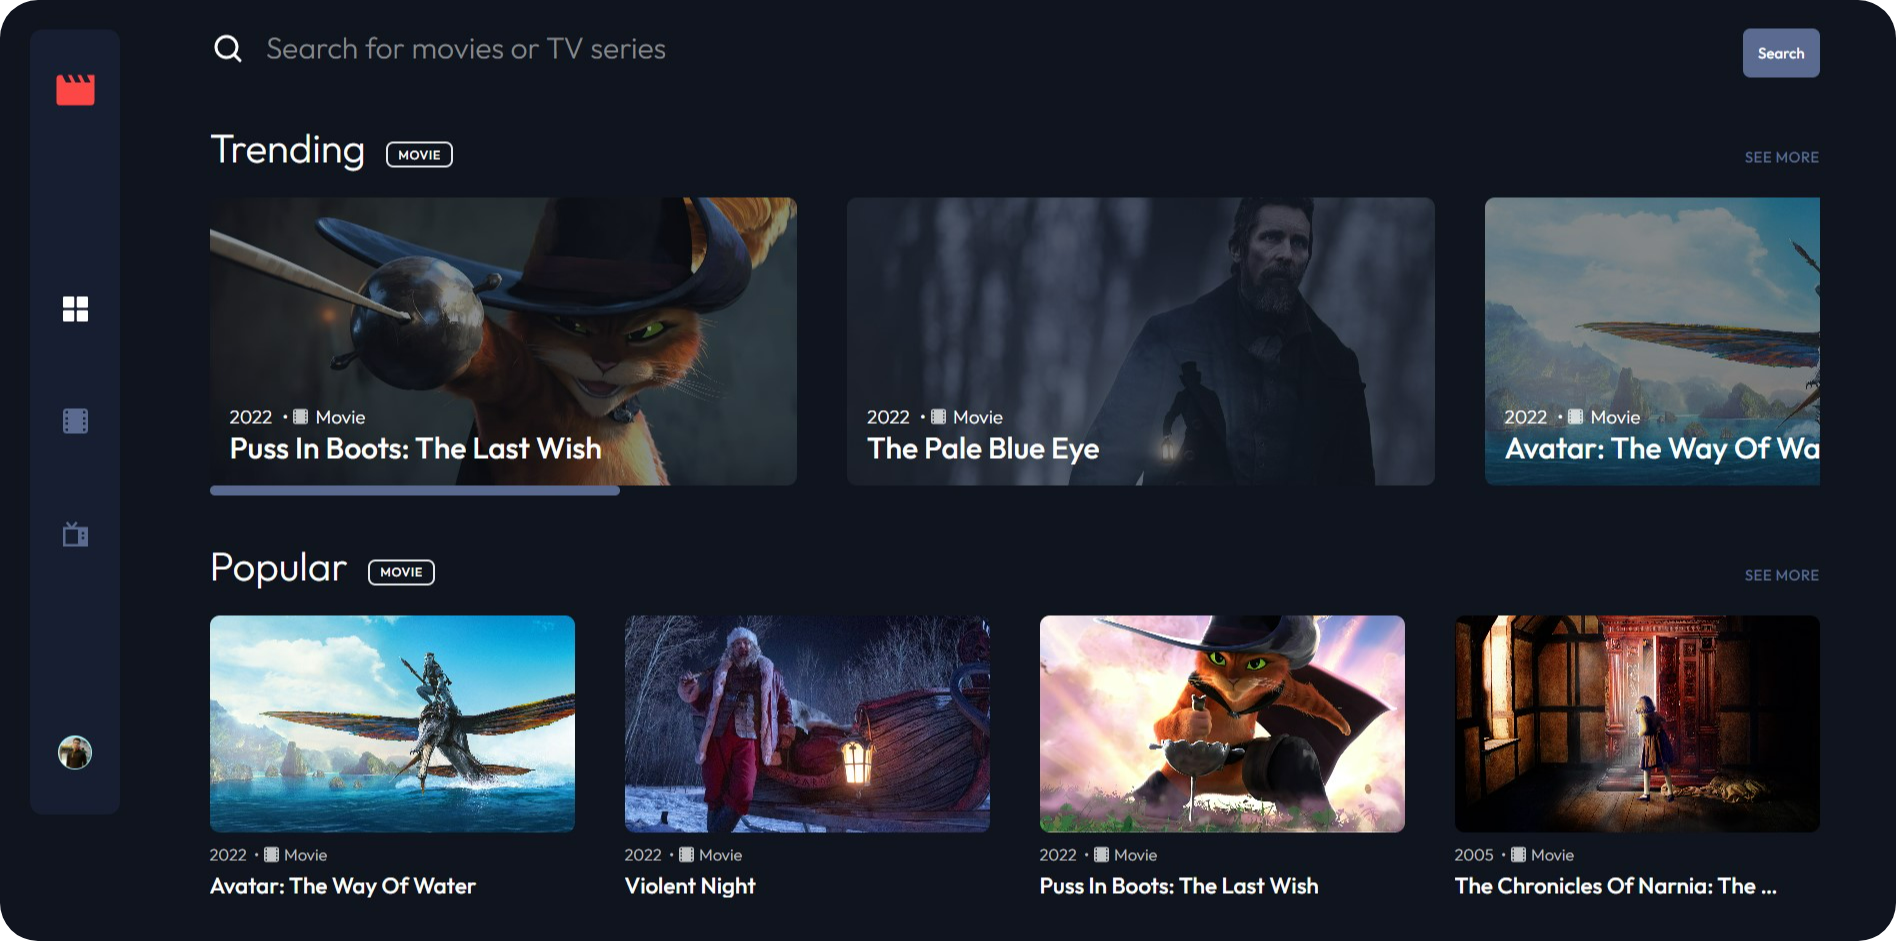 Search for movies or TV series
Search
Trending
MOVIE
SEE MORE
2022 • Movie
Puss In Boots: The Last Wish
2022 • Movie
The Pale Blue Eye
2022 • Movie
Avatar: The Way Of Wa
Popular
MOVIE
SEE MORE
2022 • Movie
Avatar: The Way Of Water
2022 • Movie
Violent Night
2022 • Movie
Puss In Boots: The Last Wish
2005 • Movie
The Chronicles Of Narnia: The ...